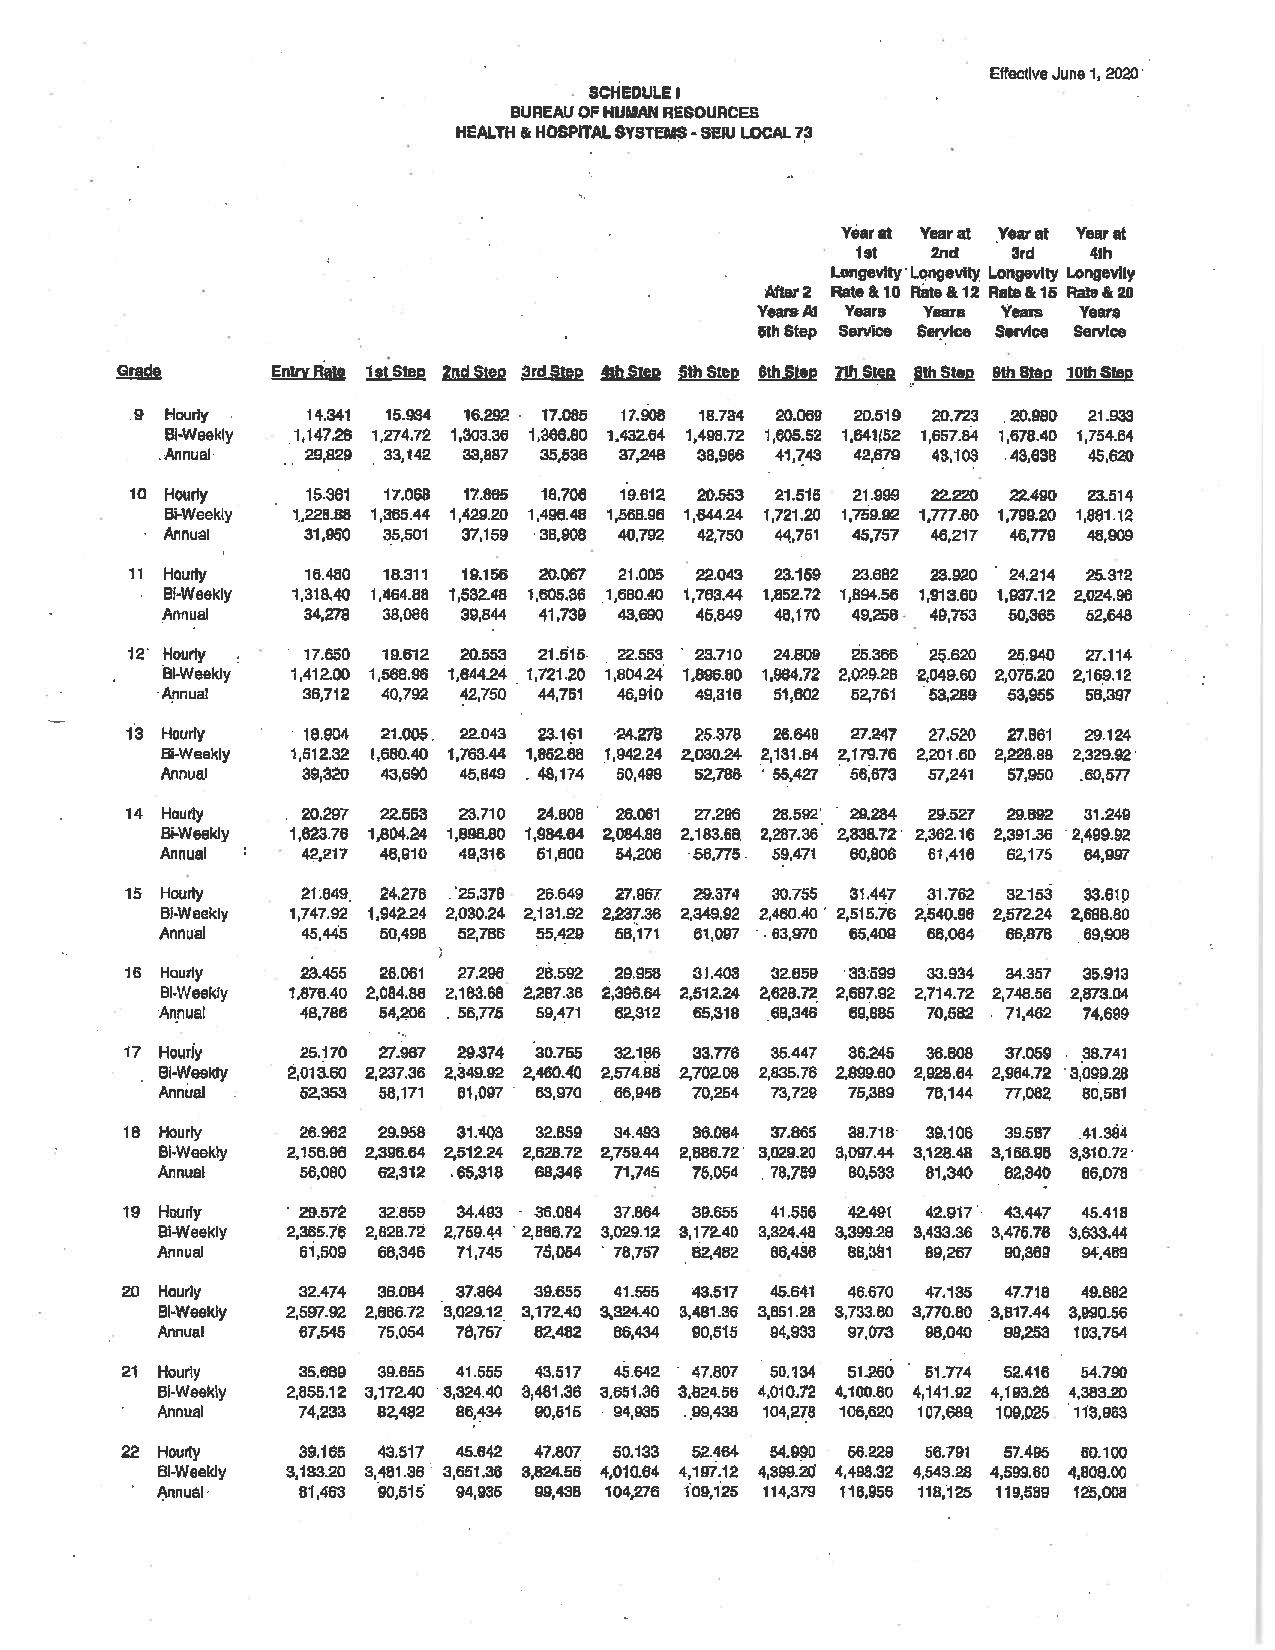 Effective June 1, 2020
SCHEDULE I
BUREAU OF HUMAN RESOURCES
HEALTH & HOSPITAL SYSTEMS - SEIU LOCAL 73
Year at Year at Year at Year at
1st 2nd 3rd 4th
Longevity Longevity Longevity Longevity
After 2 Rate & 10 Rate & 12 Rate & 15 Rate & 20
Years At Years Years Years Years
5th Step Service Service Service Service
Grade Entry Rate 1st Step 2nd Step 3rd Step 4th Step 5th Step 6th Step 7th Step 8th Step 9th Step 10th Step
9 Hourly 14.341 15.934 16.292 17.085 17.908 18.734 20.069 20.519 20.723 20.980 21.933
Bi-Weekly 1,147.28 1,274.72 1,303.36 1,366.80 1,432.64 1,498.72 1,605.52 1,641.52 1,657.84 1,678.40 1,754.64
Annual 29,829 33,142 33,887 35,536 37,248 38,966 41,743 42,679 43,103 43,638 45,620
10 Hourly 15.361 17.068 17.865 18.706 19.612 20.553 21.515 21.999 22.220 22.490 23.514
Bi-Weekly 1,228.88 1,365.44 1,429.20 1,496.48 1,568.96 1,644.24 1,721.20 1,759.92 1,777.60 1,799.20 1,881.12
Annual 31,950 35,501 37,159 38,908 40,792 42,750 44,751 45,757 46,217 46,779 48,909
11 Hourly 16.480 18.311 19.156 20.067 21.005 22.043 23.159 23.682 23.920 24.214 25.312
Bi-Weekly 1,318.40 1,464.88 1,532.48 1,605.36 1,680.40 1,763.44 1,852.72 1,894.56 1,913.60 1,937.12 2,024.96
Annual 34,278 38,086 39,844 41,739 43,690 45,849 48,170 49,258 49,753 50,365 52,648
12 Hourly 17.650 19.612 20.553 21.515 22.553 23.710 24.809 25.366 25.620 25.940 27.114
Bi-Weekly 1,412.00 1,568.96 1,644.24 1,721.20 1,804.24 1,896.80 1,984.72 2,029.28 2,049.60 2,075.20 2,169.12
Annual 36,712 40,792 42,750 44,751 46,910 49,316 51,602 52,761 53,289 53,955 56,397
13 Hourly 18.904 21.005 22.043 23.161 24.278 25.378 26.648 27.247 27.520 27.861 29.124
Bi-Weekly 1,512.32 1,680.40 1,763.44 1,852.88 1,942.24 2,030.24 2,131.84 2,179.76 2,201.60 2,228.88 2,329.92
Annual 39,320 43,690 45,849 48,174 50,498 52,786 55,427 56,673 57,241 57,950 60,577
14 Hourly 20.297 22.553 23.710 24.808 26.061 27.296 28.592 29.234 29.527 29.892 31.249
Bi-Weekly 1,623.76 1,804.24 1,896.80 1,984.64 2,084.88 2,183.68 2,287.36 2,338.72 2,362.16 2,391.36 2,499.92
Annual 42,217 46,910 49,316 51,600 54,206 56,775 59,471 60,806 61,416 62,175 64,997
15 Hourly 21.849 24.278 25.378 26.649 27.967 29.374 30.755 31.447 31.762 32.153 33.610
Bi-Weekly 1,747.92 1,942.24 2,030.24 2,131.92 2,237.36 2,349.92 2,460.40 2,515.76 2,540.96 2,572.24 2,688.80
Annual 45,445 50,498 52,786 55,429 58,171 61,097 63,970 65,409 66,064 66,878 69,908
16 Hourly 23.455 26.061 27.296 28.592 29.958 31.403 32.859 33.599 33.934 34.357 35.913
Bi-Weekly 1,876.40 2,084.88 2,183.68 2,287.36 2,396.64 2,512.24 2,628.72 2,687.92 2,714.72 2,748.56 2,873.04
Annual 48,786 54,206 56,775 59,471 62,312 65,318 68,346 69,885 70,582 71,462 74,699
17 Hourly 25.170 27.967 29.374 30.755 32.186 33.776 35.447 36.245 36.608 37.059 38.741
Bi-Weekly 2,013.60 2,237.36 2,349.92 2,460.40 2,574.88 2,702.08 2,835.76 2,899.60 2,928.64 2,964.72 3,099.28
Annual 52,353 58,171 61,097 63,970 66,946 70,254 73,729 75,389 76,144 77,082 80,581
18 Hourly 26.962 29.958 31.403 32.859 34.493 36.084 37.865 38.718 39.106 39.587 41.384
Bi-Weekly 2,156.96 2,396.64 2,512.24 2,628.72 2,759.44 2,886.72 3,029.20 3,097.44 3,128.48 3,166.96 3,310.72
Annual 56,080 62,312 65,318 68,346 71,745 75,054 78,759 80,533 81,340 82,340 86,078
19 Hourly 29.572 32.859 34.493 36.084 37.864 39.655 41.556 42.491 42.917 43.447 45.418
Bi-Weekly 2,365.76 2,628.72 2,759.44 2,886.72 3,029.12 3,172.40 3,324.48 3,399.28 3,433.36 3,475.76 3,633.44
Annual 61,509 68,346 71,745 75,054 78,757 82,482 86,436 88,381 89,267 90,369 94,469
20 Hourly 32.474 36.084 37.864 39.655 41.555 43.517 45.641 46.670 47.135 47.718 49.882
Bi-Weekly 2,597.92 2,886.72 3,029.12 3,172.40 3,324.40 3,481.36 3,651.28 3,733.60 3,770.80 3,817.44 3,990.56
Annual 67,545 75,054 78,757 82,482 86,434 90,515 94,933 97,073 98,040 99,253 103,754
21 Hourly 35.689 39.655 41.555 43.517 45.642 47.807 50.134 51.260 51.774 52.416 54.790
Bi-Weekly 2,855.12 3,172.40 3,324.40 3,481.36 3,651.36 3,824.56 4,010.72 4,100.80 4,141.92 4,193.28 4,383.20
Annual 74,233 82,482 86,434 90,515 94,935 99,438 104,278 106,620 107,689 109,025 113,963
22 Hourly 39.165 43.517 45.642 47.807 50.133 52.464 54.990 56.229 56.791 57.495 60.100
Bi-Weekly 3,133.20 3,481.36 3,651.36 3,824.56 4,010.64 4,197.12 4,399.20 4,498.32 4,543.28 4,599.60 4,808.00
Annual 81,463 90,515 94,935 99,438 104,276 109,125 114,379 116,956 118,125 119,589 125,008